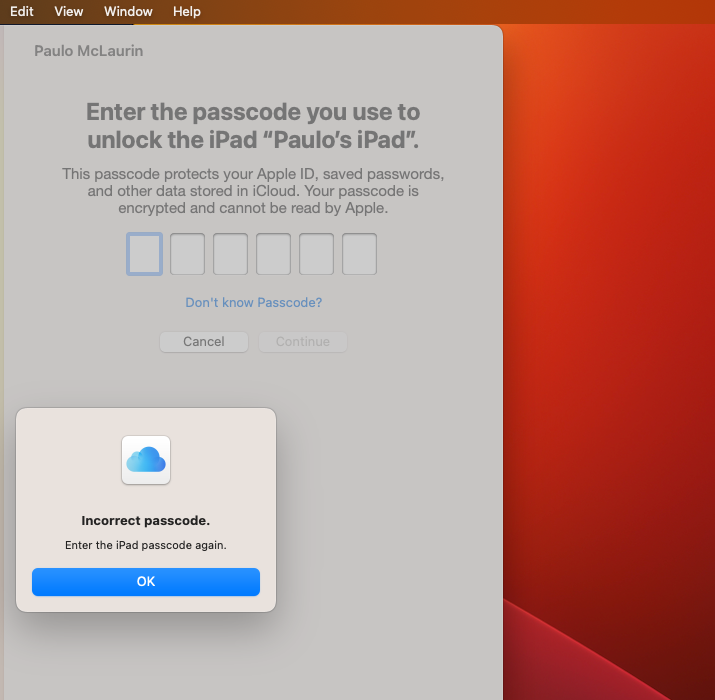 Edit View Window Help
Paulo McLaurin
Enter the passcode you use to
unlock the iPad “Paulo’s iPad”.
This passcode protects your Apple ID, saved passwords,
and other data stored in iCloud. Your passcode is
encrypted and cannot be read by Apple.
Don't know Passcode?
Cancel Continue
Incorrect passcode.
Enter the iPad passcode again.
OK